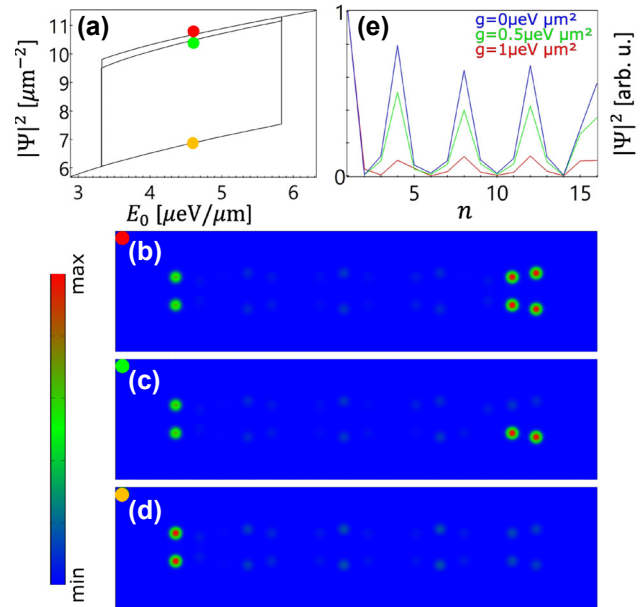 (a)
11
10
9
8
7
6
|Ψ|² [μm⁻²]
3 4 5 6
E₀ [μeV/μm]
(e)
g=0μeV μm²
g=0.5μeV μm²
g=1μeV μm²
1
0
5 10 15
n
|Ψ|² [arb. u.]
max
min
(b)
(c)
(d)